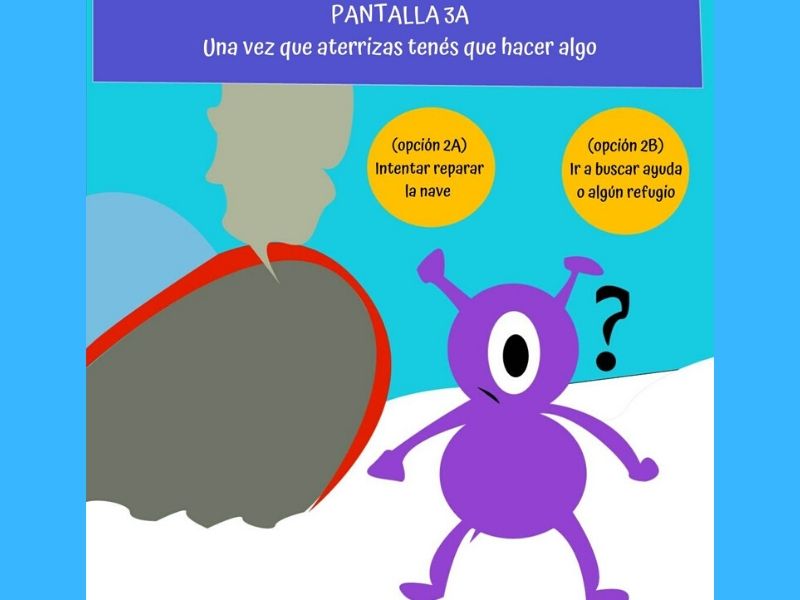 PANTALLA 3A
Una vez que aterrizas tenés que hacer algo
(opción 2A)
Intentar reparar
la nave
(opción 2B)
Ir a buscar ayuda
o algún refugio
?